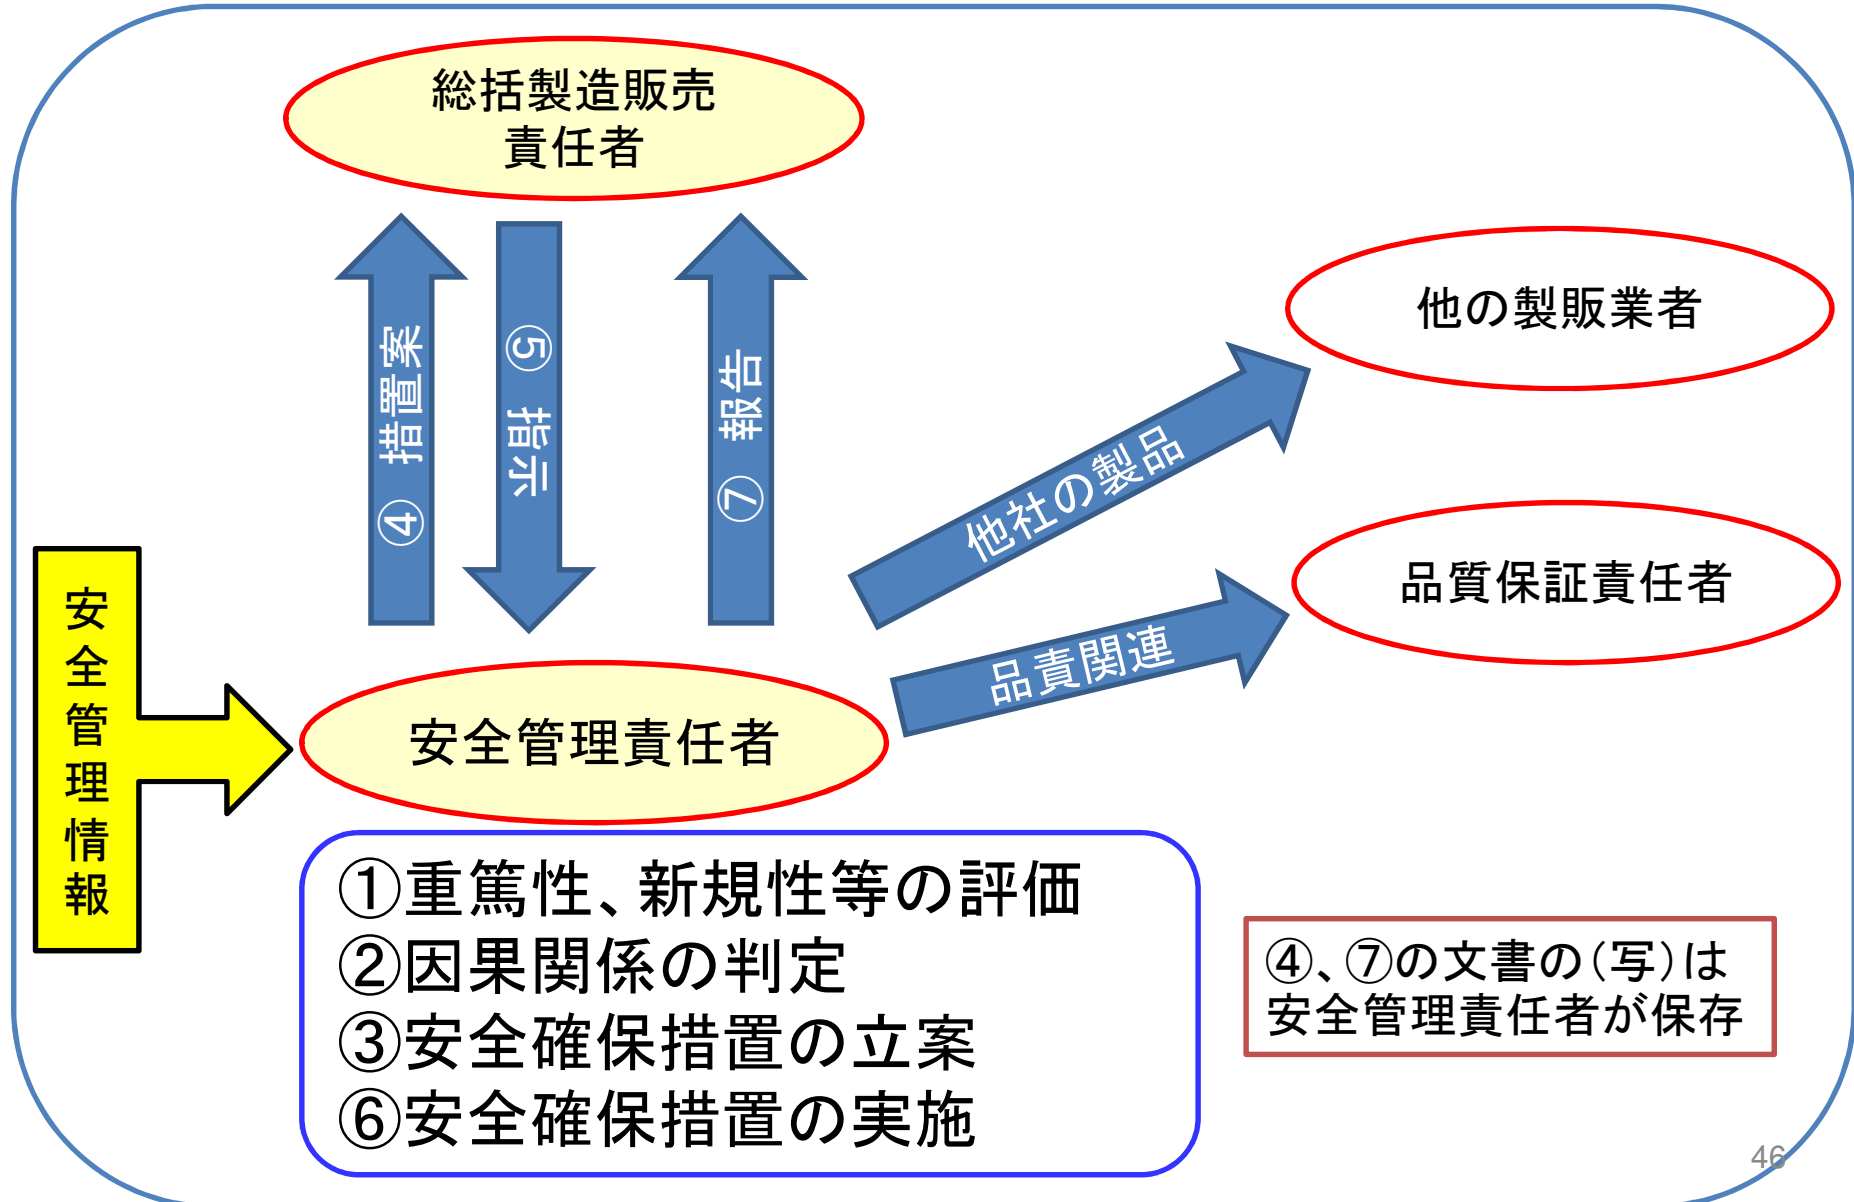 総括製造販売
責任者
④　措置案
⑤　指示
⑦　報告
他の製販業者
他社の製品
品質保証責任者
品責関連
安全管理情報
安全管理責任者
①重篤性、新規性等の評価
②因果関係の判定
③安全確保措置の立案
⑥安全確保措置の実施
④、⑦の文書の（写）は
安全管理責任者が保存
46